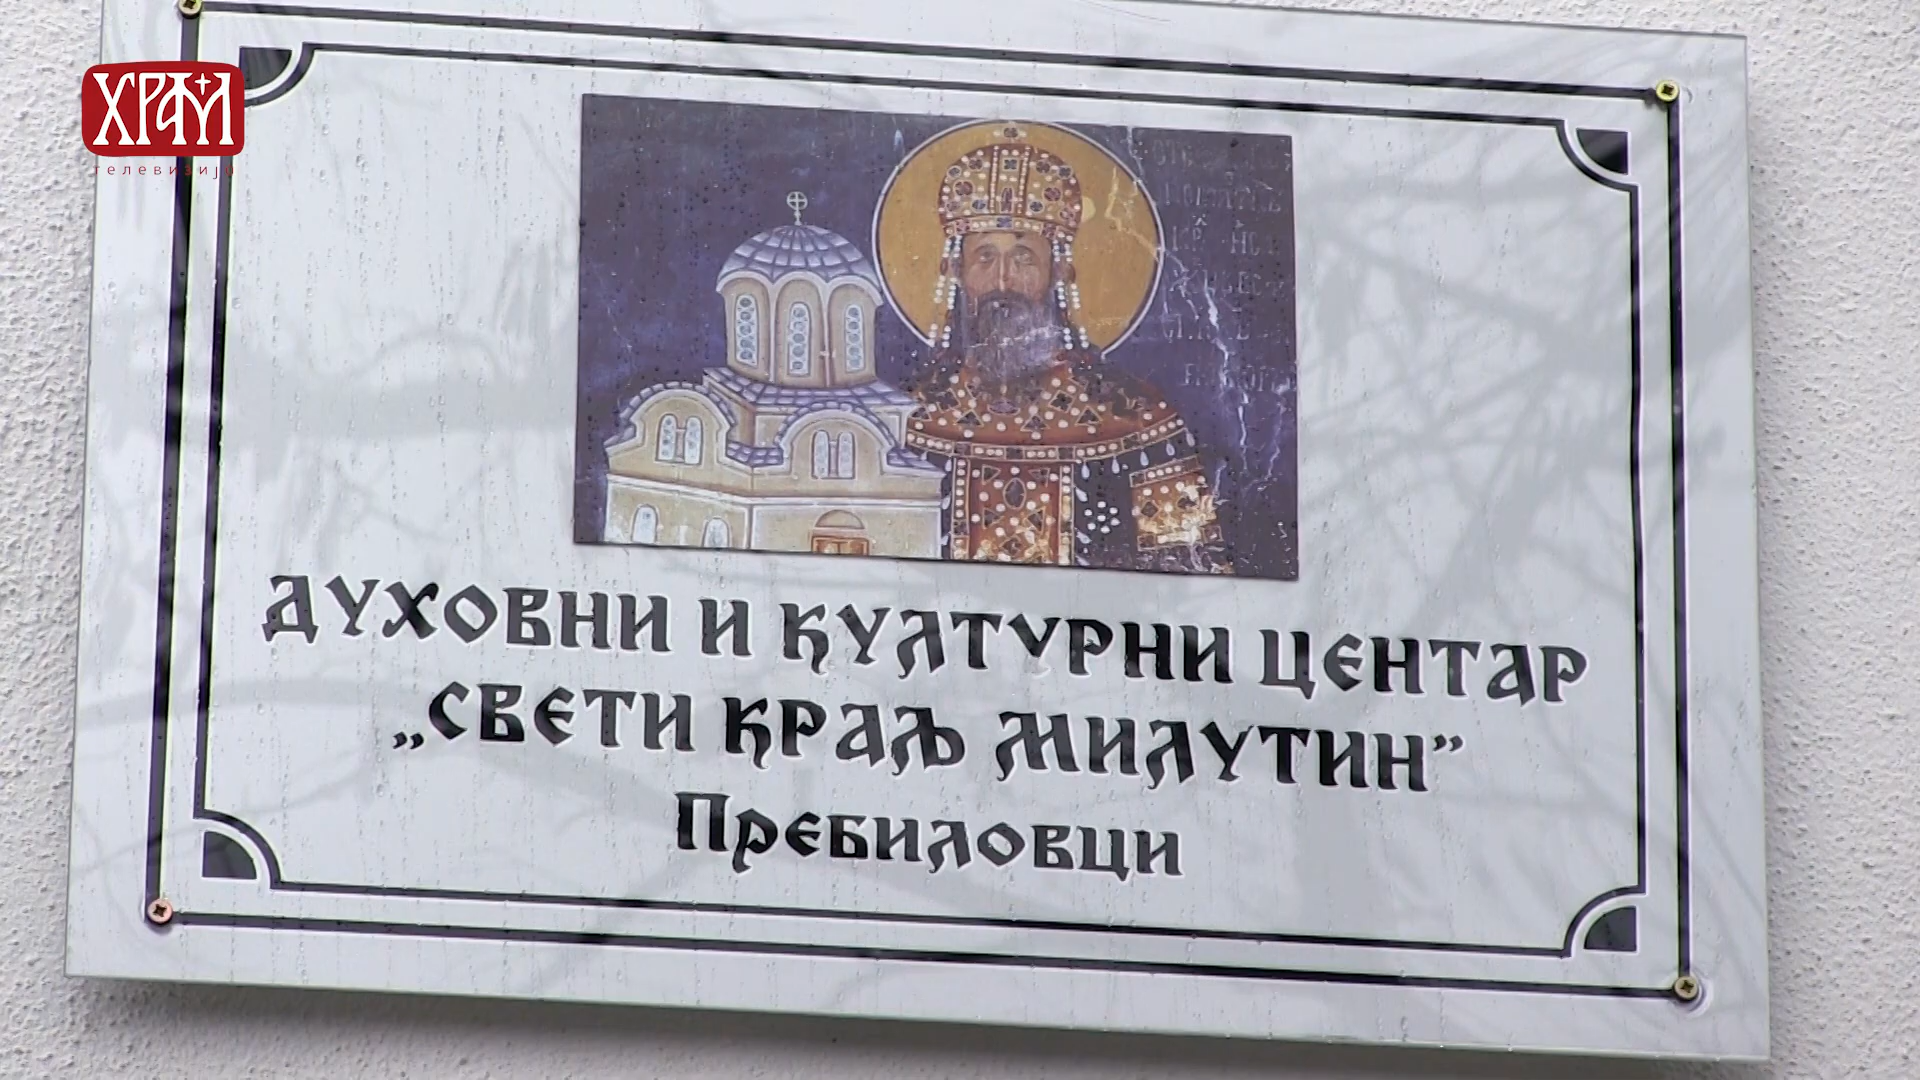 ХРАМ
телевизија
ДУХОВНИ И КУЛТУРНИ ЦЕНТАР
„СВЕТИ КРАЉ МИЛУТИН”
Пребиловци